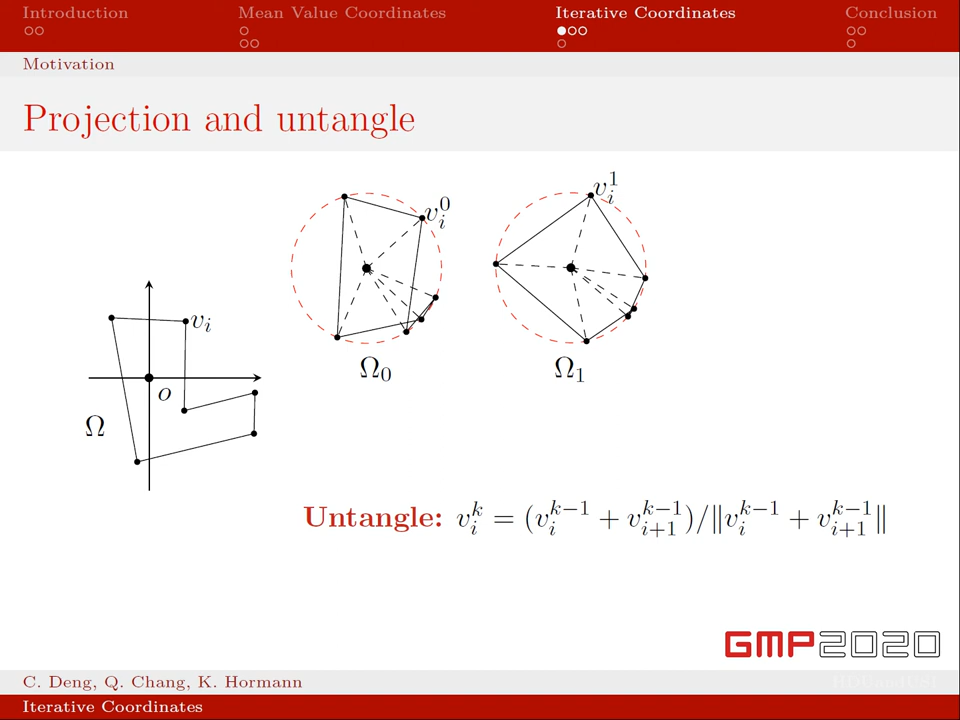 Introduction Mean Value Coordinates Iterative Coordinates Conclusion
Motivation
Projection and untangle
v_i^0
v_i^1
v_i
o
Ω
Ω_0
Ω_1
Untangle: v_i^k = (v_i^{k−1} + v_{i+1}^{k−1})/‖v_i^{k−1} + v_{i+1}^{k−1}‖
GMP2020
C. Deng, Q. Chang, K. Hormann
Iterative Coordinates